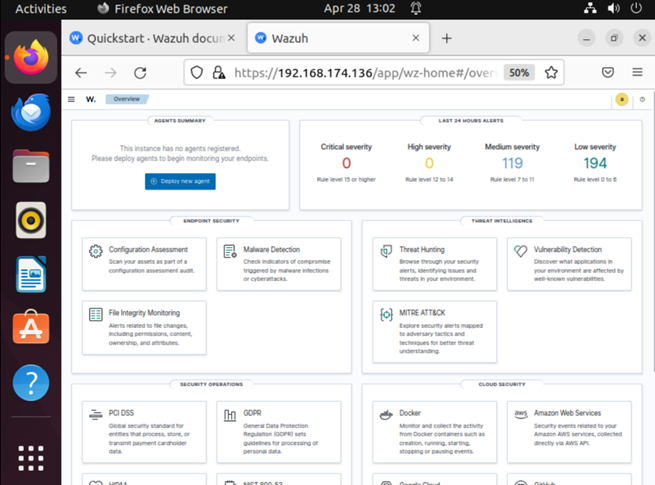 Activities
Firefox Web Browser
Apr 28 13:02
Quickstart · Wazuh docum
Wazuh
https://192.168.174.136/app/wz-home#/over
50%
W.
Overview
AGENTS SUMMARY
This instance has no agents registered.
Please deploy agents to begin monitoring your endpoints.
Deploy new agent
LAST 24 HOURS ALERTS
Critical severity
0
Rule level 15 or higher
High severity
0
Rule level 12 to 14
Medium severity
119
Rule level 7 to 11
Low severity
194
Rule level 0 to 6
ENDPOINT SECURITY
Configuration Assessment
Scan your assets as part of a
configuration assessment audit.
Malware Detection
Check indicators of compromise
triggered by malware infections
or cyberattacks.
File Integrity Monitoring
Alerts related to file changes,
including permissions, content,
ownership, and attributes.
THREAT INTELLIGENCE
Threat Hunting
Browse through your security
alerts, identifying issues and
threats in your environment.
Vulnerability Detection
Discover what applications in
your environment are affected by
well-known vulnerabilities.
MITRE ATT&CK
Explore security alerts mapped
to adversary tactics and
techniques for better threat
understanding.
SECURITY OPERATIONS
PCI DSS
Global security standard for
entities that process, store, or
transmit payment cardholder
data.
GDPR
General Data Protection
Regulation (GDPR) sets
guidelines for processing of
personal data.
HIPAA
NIST 800-53
CLOUD SECURITY
Docker
Monitor and collect the activity
from Docker containers such as
creation, running, starting,
stopping or pausing events.
aws
Amazon Web Services
Security events related to your
Amazon AWS services, collected
directly via AWS API.
Google Cloud
GitHub